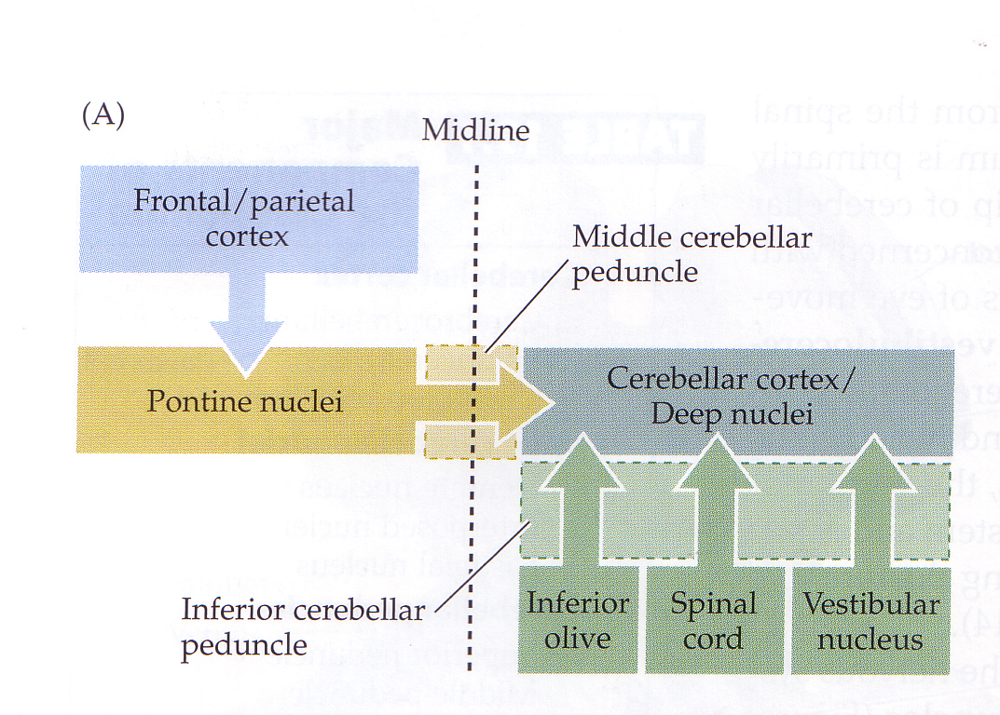 (A)
Midline
Frontal/parietal
cortex
Middle cerebellar
peduncle
Pontine nuclei
Cerebellar cortex/
Deep nuclei
Inferior cerebellar
peduncle
Inferior
olive
Spinal
cord
Vestibular
nucleus